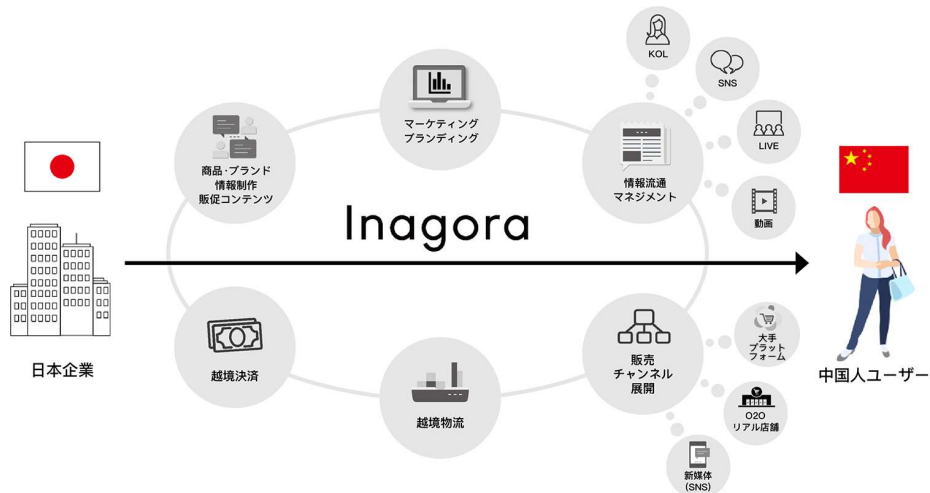 KOL
SNS
マーケティング
ブランディング
LIVE
商品・ブランド
情報制作
販促コンテンツ
情報流通
マネジメント
動画
Inagora
日本企業
越境決済
越境物流
販売
チャンネル
展開
大手
プラット
フォーム
中国人ユーザー
O2O
リアル店舗
新媒体
(SNS)